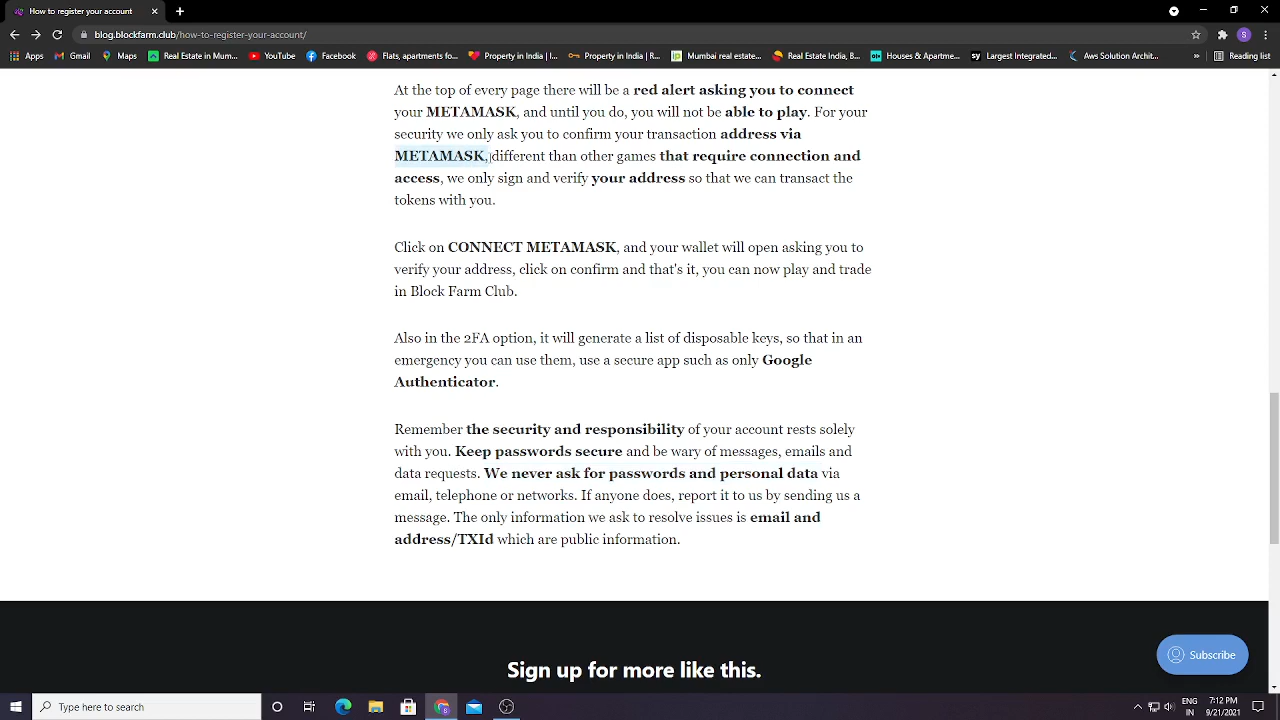 How to register your account
blog.blockfarm.club/how-to-register-your-account/
S
Apps Gmail Maps Real Estate in Mum... YouTube Facebook Flats, apartments fo... Property in India | I... Property in India | R... Mumbai real estate... Real Estate India, B... Houses & Apartme... Largest Integrated... Aws Solution Archit... » Reading list
At the top of every page there will be a red alert asking you to connect
your METAMASK, and until you do, you will not be able to play. For your
security we only ask you to confirm your transaction address via
METAMASK, different than other games that require connection and
access, we only sign and verify your address so that we can transact the
tokens with you.
Click on CONNECT METAMASK, and your wallet will open asking you to
verify your address, click on confirm and that's it, you can now play and trade
in Block Farm Club.
Also in the 2FA option, it will generate a list of disposable keys, so that in an
emergency you can use them, use a secure app such as only Google
Authenticator.
Remember the security and responsibility of your account rests solely
with you. Keep passwords secure and be wary of messages, emails and
data requests. We never ask for passwords and personal data via
email, telephone or networks. If anyone does, report it to us by sending us a
message. The only information we ask to resolve issues is email and
address/TXId which are public information.
Sign up for more like this.
Subscribe
Type here to search
ENG
IN
7:12 PM
9/21/2021